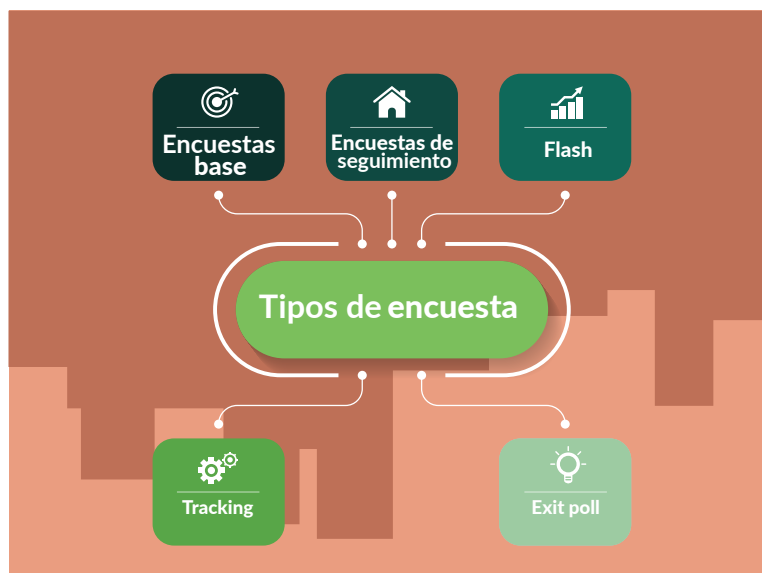 Encuestas
base
Encuestas de
seguimiento
Flash
Tipos de encuesta
Tracking
Exit poll